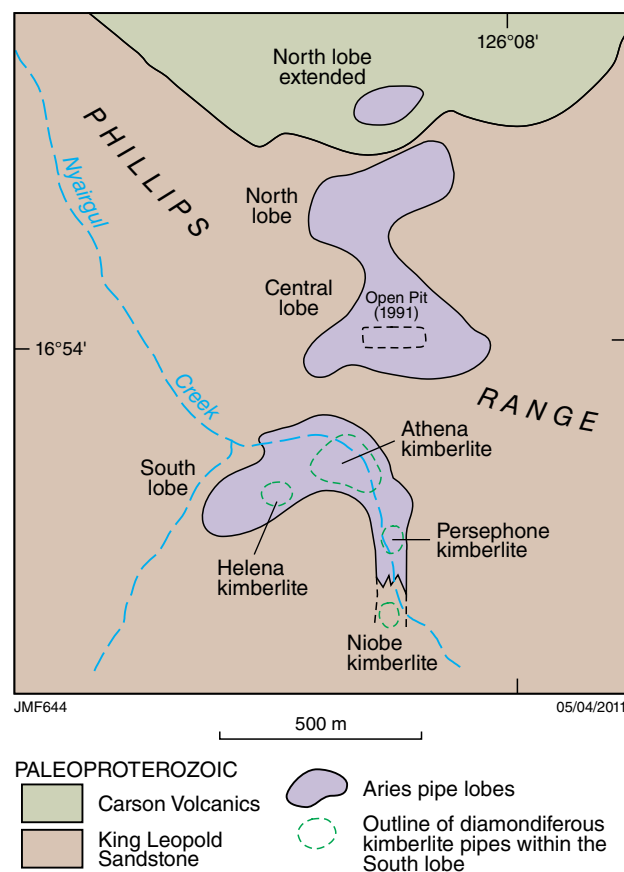 126°08'
North lobe
extended
PHILLIPS
Nyairgul
North
lobe
Central
lobe
Open Pit
(1991)
16°54'
Creek
RANGE
Athena
kimberlite
South
lobe
Persephone
kimberlite
Helena
kimberlite
Niobe
kimberlite
JMF644
05/04/2011
500 m
PALEOPROTEROZOIC
Carson Volcanics
King Leopold
Sandstone
Aries pipe lobes
Outline of diamondiferous
kimberlite pipes within the
South lobe